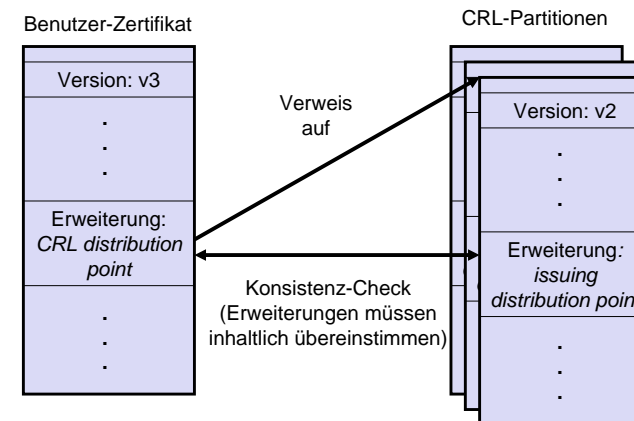 Benutzer-Zertifikat
Version: v3
.
.
.
Erweiterung:
CRL distribution
point
.
.
.
Verweis
auf
Konsistenz-Check
(Erweiterungen müssen
inhaltlich übereinstimmen)
CRL-Partitionen
Version: v2
.
.
.
Erweiterung:
issuing
distribution poin
.
.
.